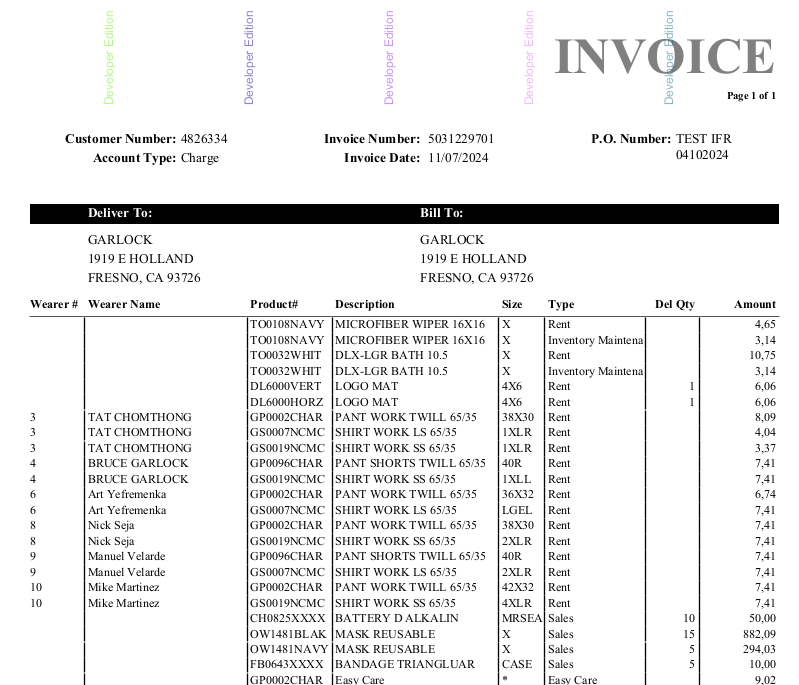 Developer Edition Developer Edition Developer Edition Developer Edition Developer Edition
INVOICE
Page 1 of 1
Customer Number: 4826334 Invoice Number: 5031229701 P.O. Number: TEST IFR
04102024
Account Type: Charge Invoice Date: 11/07/2024
Deliver To: Bill To:
GARLOCK GARLOCK
1919 E HOLLAND 1919 E HOLLAND
FRESNO, CA 93726 FRESNO, CA 93726
Wearer # Wearer Name Product# Description Size Type Del Qty Amount
TO0108NAVY MICROFIBER WIPER 16X16 X Rent 4,65
TO0108NAVY MICROFIBER WIPER 16X16 X Inventory Maintena 3,14
TO0032WHIT DLX-LGR BATH 10.5 X Rent 10,75
TO0032WHIT DLX-LGR BATH 10.5 X Inventory Maintena 3,14
DL6000VERT LOGO MAT 4X6 Rent 1 6,06
DL6000HORZ LOGO MAT 4X6 Rent 1 6,06
3 TAT CHOMTHONG GP0002CHAR PANT WORK TWILL 65/35 38X30 Rent 8,09
3 TAT CHOMTHONG GS0007NCMC SHIRT WORK LS 65/35 1XLR Rent 4,04
3 TAT CHOMTHONG GS0019NCMC SHIRT WORK SS 65/35 1XLR Rent 3,37
4 BRUCE GARLOCK GP0096CHAR PANT SHORTS TWILL 65/35 40R Rent 7,41
4 BRUCE GARLOCK GS0019NCMC SHIRT WORK SS 65/35 1XLL Rent 7,41
6 Art Yefremenka GP0002CHAR PANT WORK TWILL 65/35 36X32 Rent 6,74
6 Art Yefremenka GS0007NCMC SHIRT WORK LS 65/35 LGEL Rent 7,41
8 Nick Seja GP0002CHAR PANT WORK TWILL 65/35 38X30 Rent 7,41
8 Nick Seja GS0019NCMC SHIRT WORK SS 65/35 2XLR Rent 7,41
9 Manuel Velarde GP0096CHAR PANT SHORTS TWILL 65/35 40R Rent 7,41
9 Manuel Velarde GS0007NCMC SHIRT WORK LS 65/35 2XLR Rent 7,41
10 Mike Martinez GP0002CHAR PANT WORK TWILL 65/35 42X32 Rent 7,41
10 Mike Martinez GS0019NCMC SHIRT WORK SS 65/35 4XLR Rent 7,41
CH0825XXXX BATTERY D ALKALIN MRSEA Sales 10 50,00
OW1481BLAK MASK REUSABLE X Sales 15 882,09
OW1481NAVY MASK REUSABLE X Sales 5 294,03
FB0643XXXX BANDAGE TRIANGLUAR CASE Sales 5 10,00
GP0002CHAR Easy Care * Easy Care 9,02